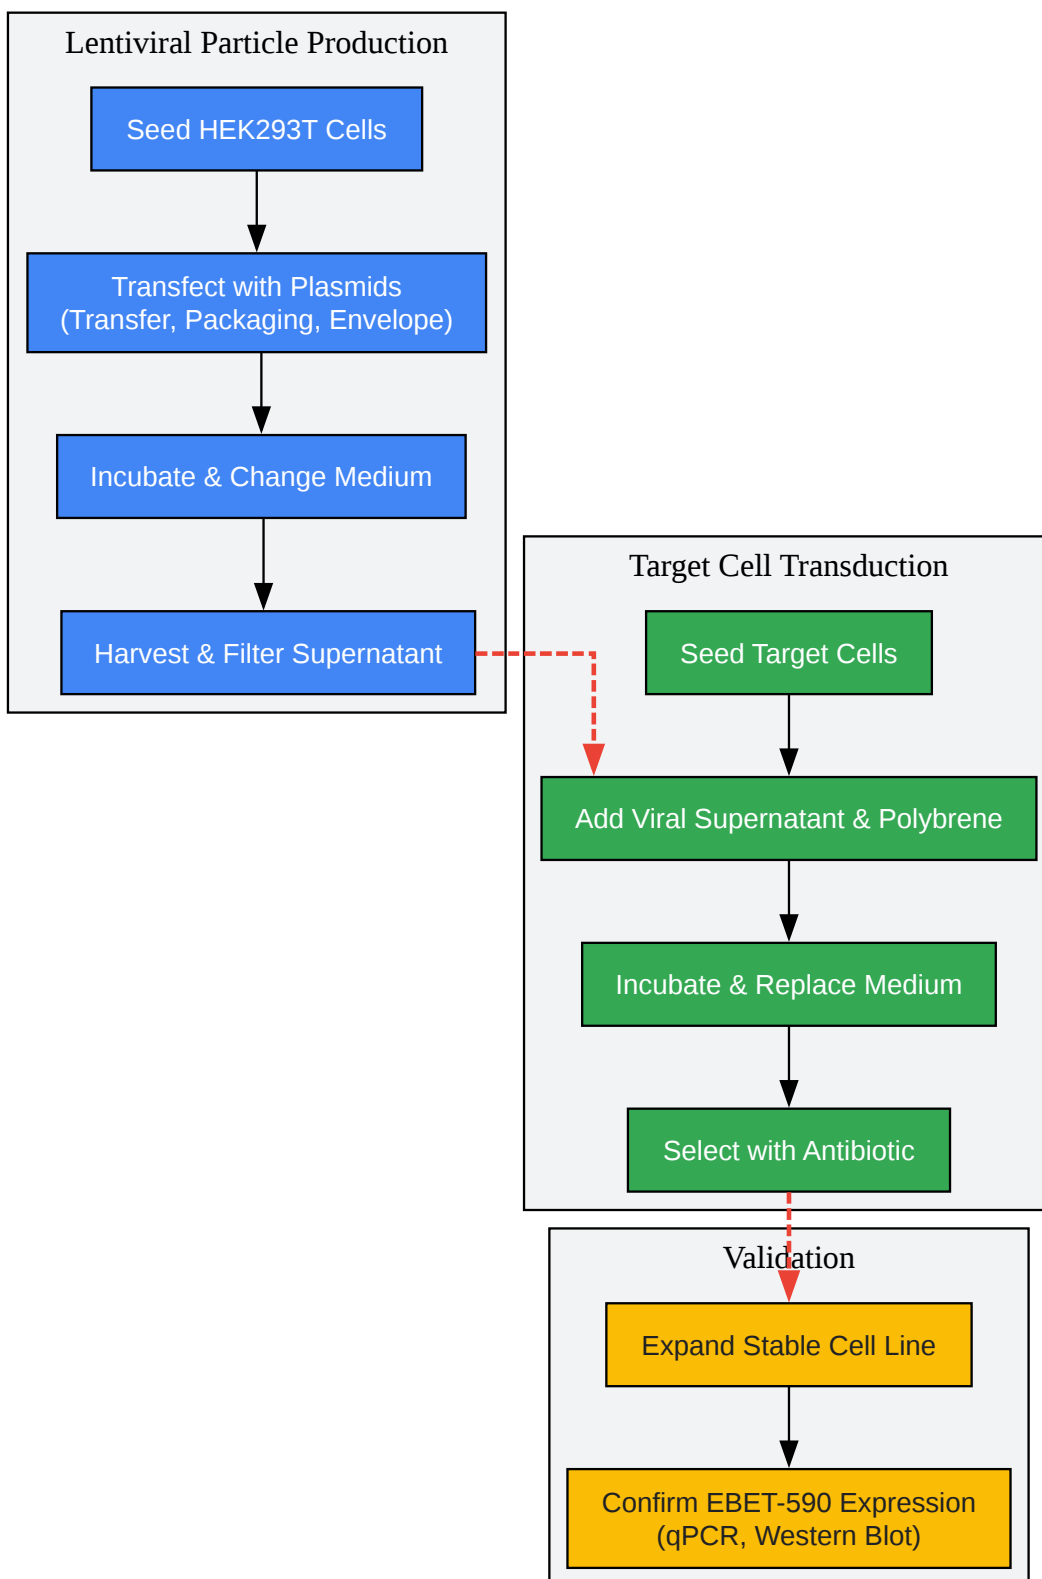 Lentiviral Particle Production
Seed HEK293T Cells
Transfect with Plasmids
(Transfer, Packaging, Envelope)
Incubate & Change Medium
Harvest & Filter Supernatant
Target Cell Transduction
Seed Target Cells
Add Viral Supernatant & Polybrene
Incubate & Replace Medium
Select with Antibiotic
Validation
Expand Stable Cell Line
Confirm EBET-590 Expression
(qPCR, Western Blot)